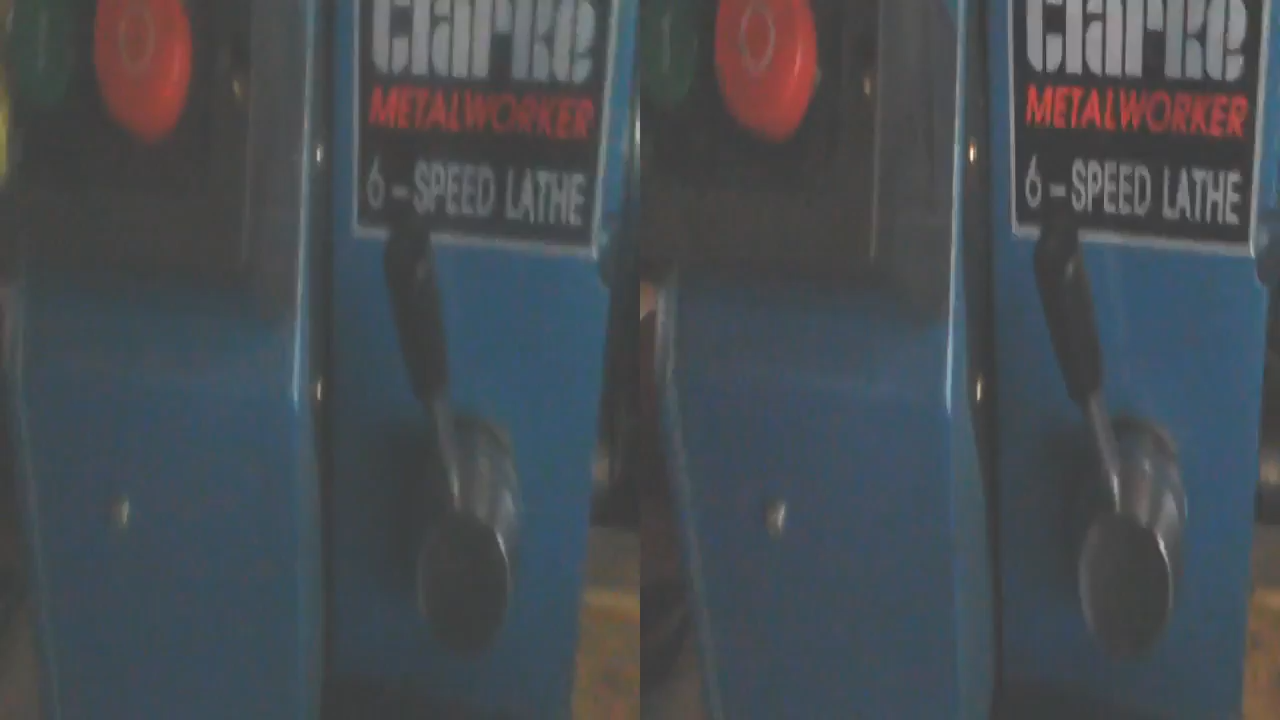 Clarke
METALWORKER
6-SPEED LATHE
Clarke
METALWORKER
6-SPEED LATHE